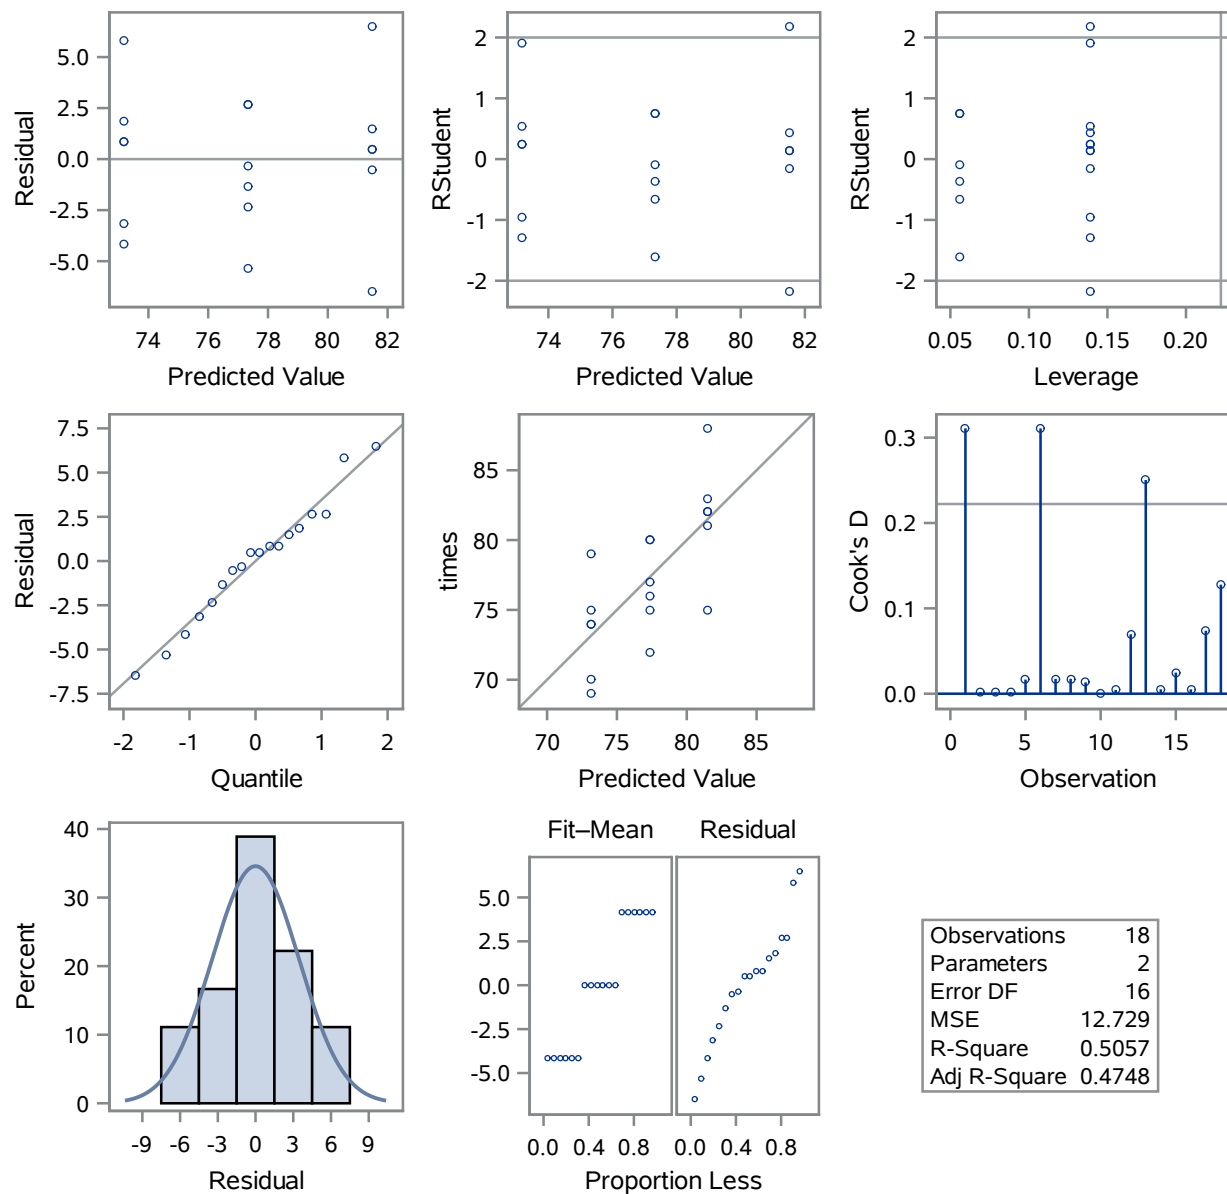 5.0
2.5
0.0
-2.5
-5.0
Residual
74 76 78 80 82
Predicted Value
2
1
0
-1
-2
RStudent
74 76 78 80 82
Predicted Value
2
1
0
-1
-2
RStudent
0.05 0.10 0.15 0.20
Leverage
7.5
5.0
2.5
0.0
-2.5
-5.0
-7.5
Residual
-2 -1 0 1 2
Quantile
85
80
75
70
times
70 75 80 85
Predicted Value
0.3
0.2
0.1
0.0
Cook's D
0 5 10 15
Observation
40
30
20
10
0
Percent
-9 -6 -3 0 3 6 9
Residual
Fit–Mean Residual
5.0
2.5
0.0
-2.5
-5.0
0.0 0.4 0.8 0.0 0.4 0.8
Proportion Less
Observations 18
Parameters 2
Error DF 16
MSE 12.729
R-Square 0.5057
Adj R-Square 0.4748